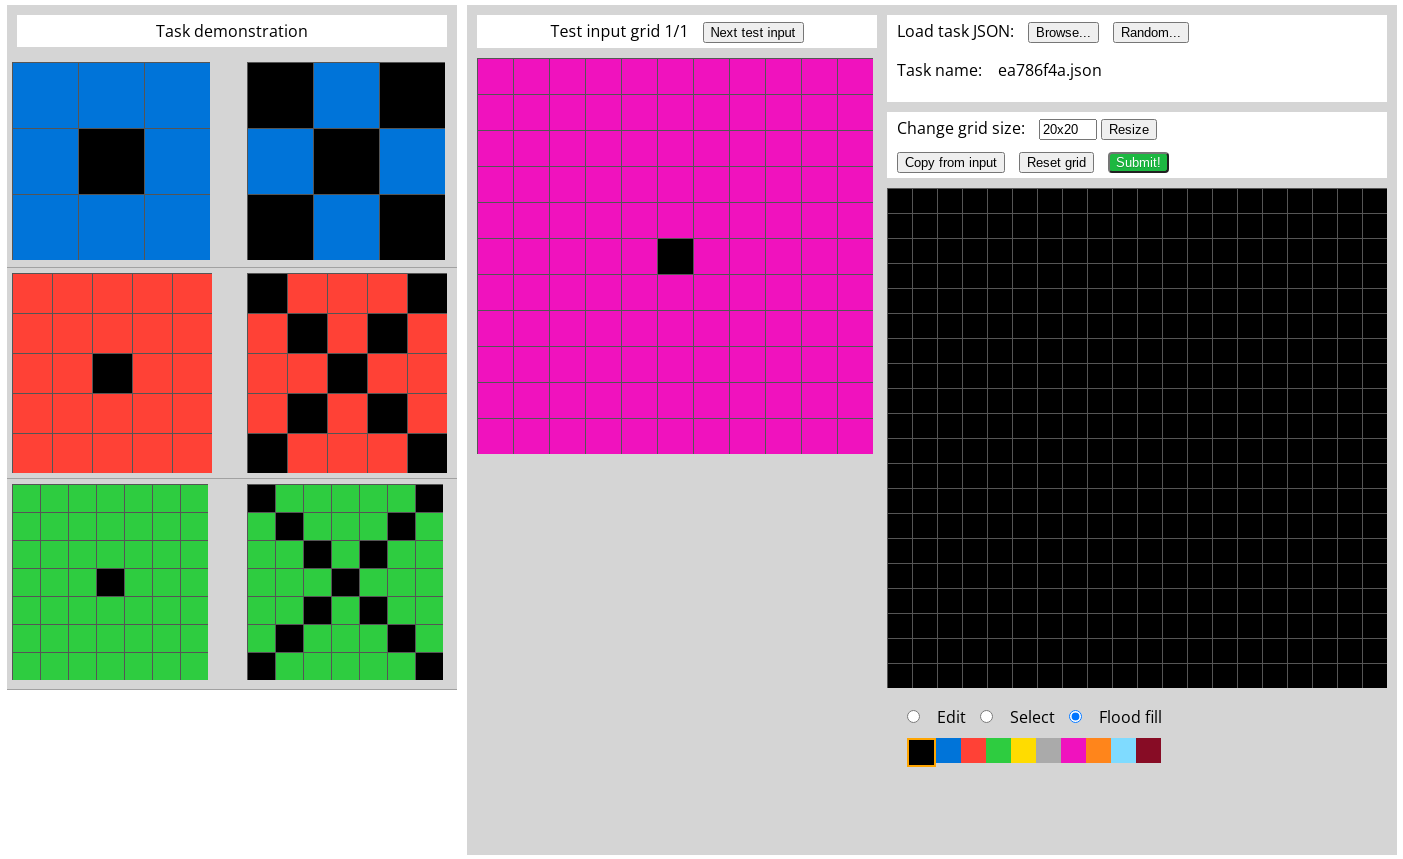 Task demonstration
Test input grid 1/1 Next test input
Load task JSON: Browse... Random...
Task name: ea786f4a.json
Change grid size: 20x20 Resize
Copy from input Reset grid Submit!
Edit Select Flood fill